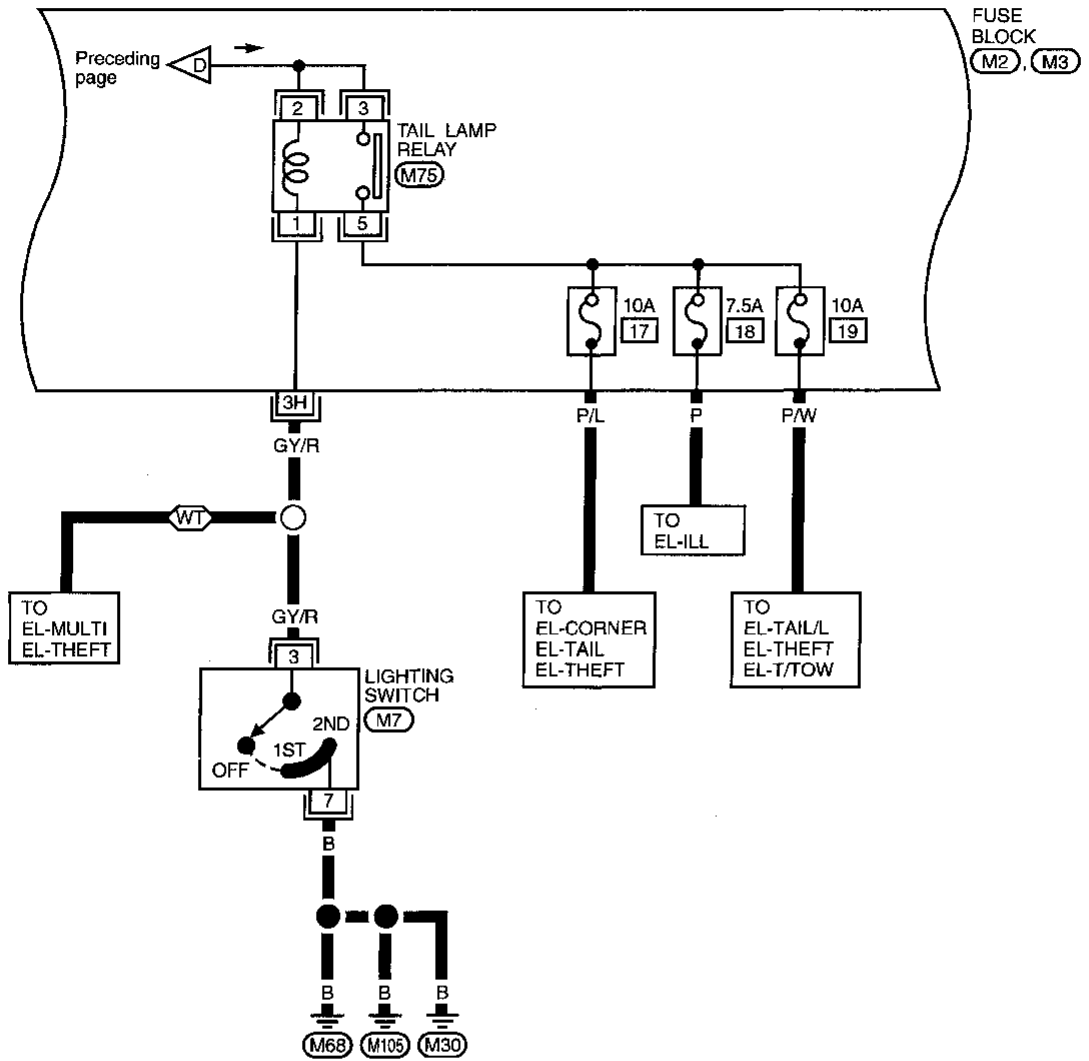 FUSE
BLOCK
M2 , M3
Preceding
page
D
2
3
TAIL LAMP
RELAY
M75
1
5
10A
17
7.5A
18
10A
19
3H
P/L
P
P/W
GY/R
WT
TO
EL-ILL
TO
EL-MULTI
EL-THEFT
TO
EL-CORNER
EL-TAIL
EL-THEFT
TO
EL-TAIL/L
EL-THEFT
EL-T/TOW
GY/R
3
LIGHTING
SWITCH
M7
2ND
1ST
OFF
7
B
B
B
B
M68
M105
M30